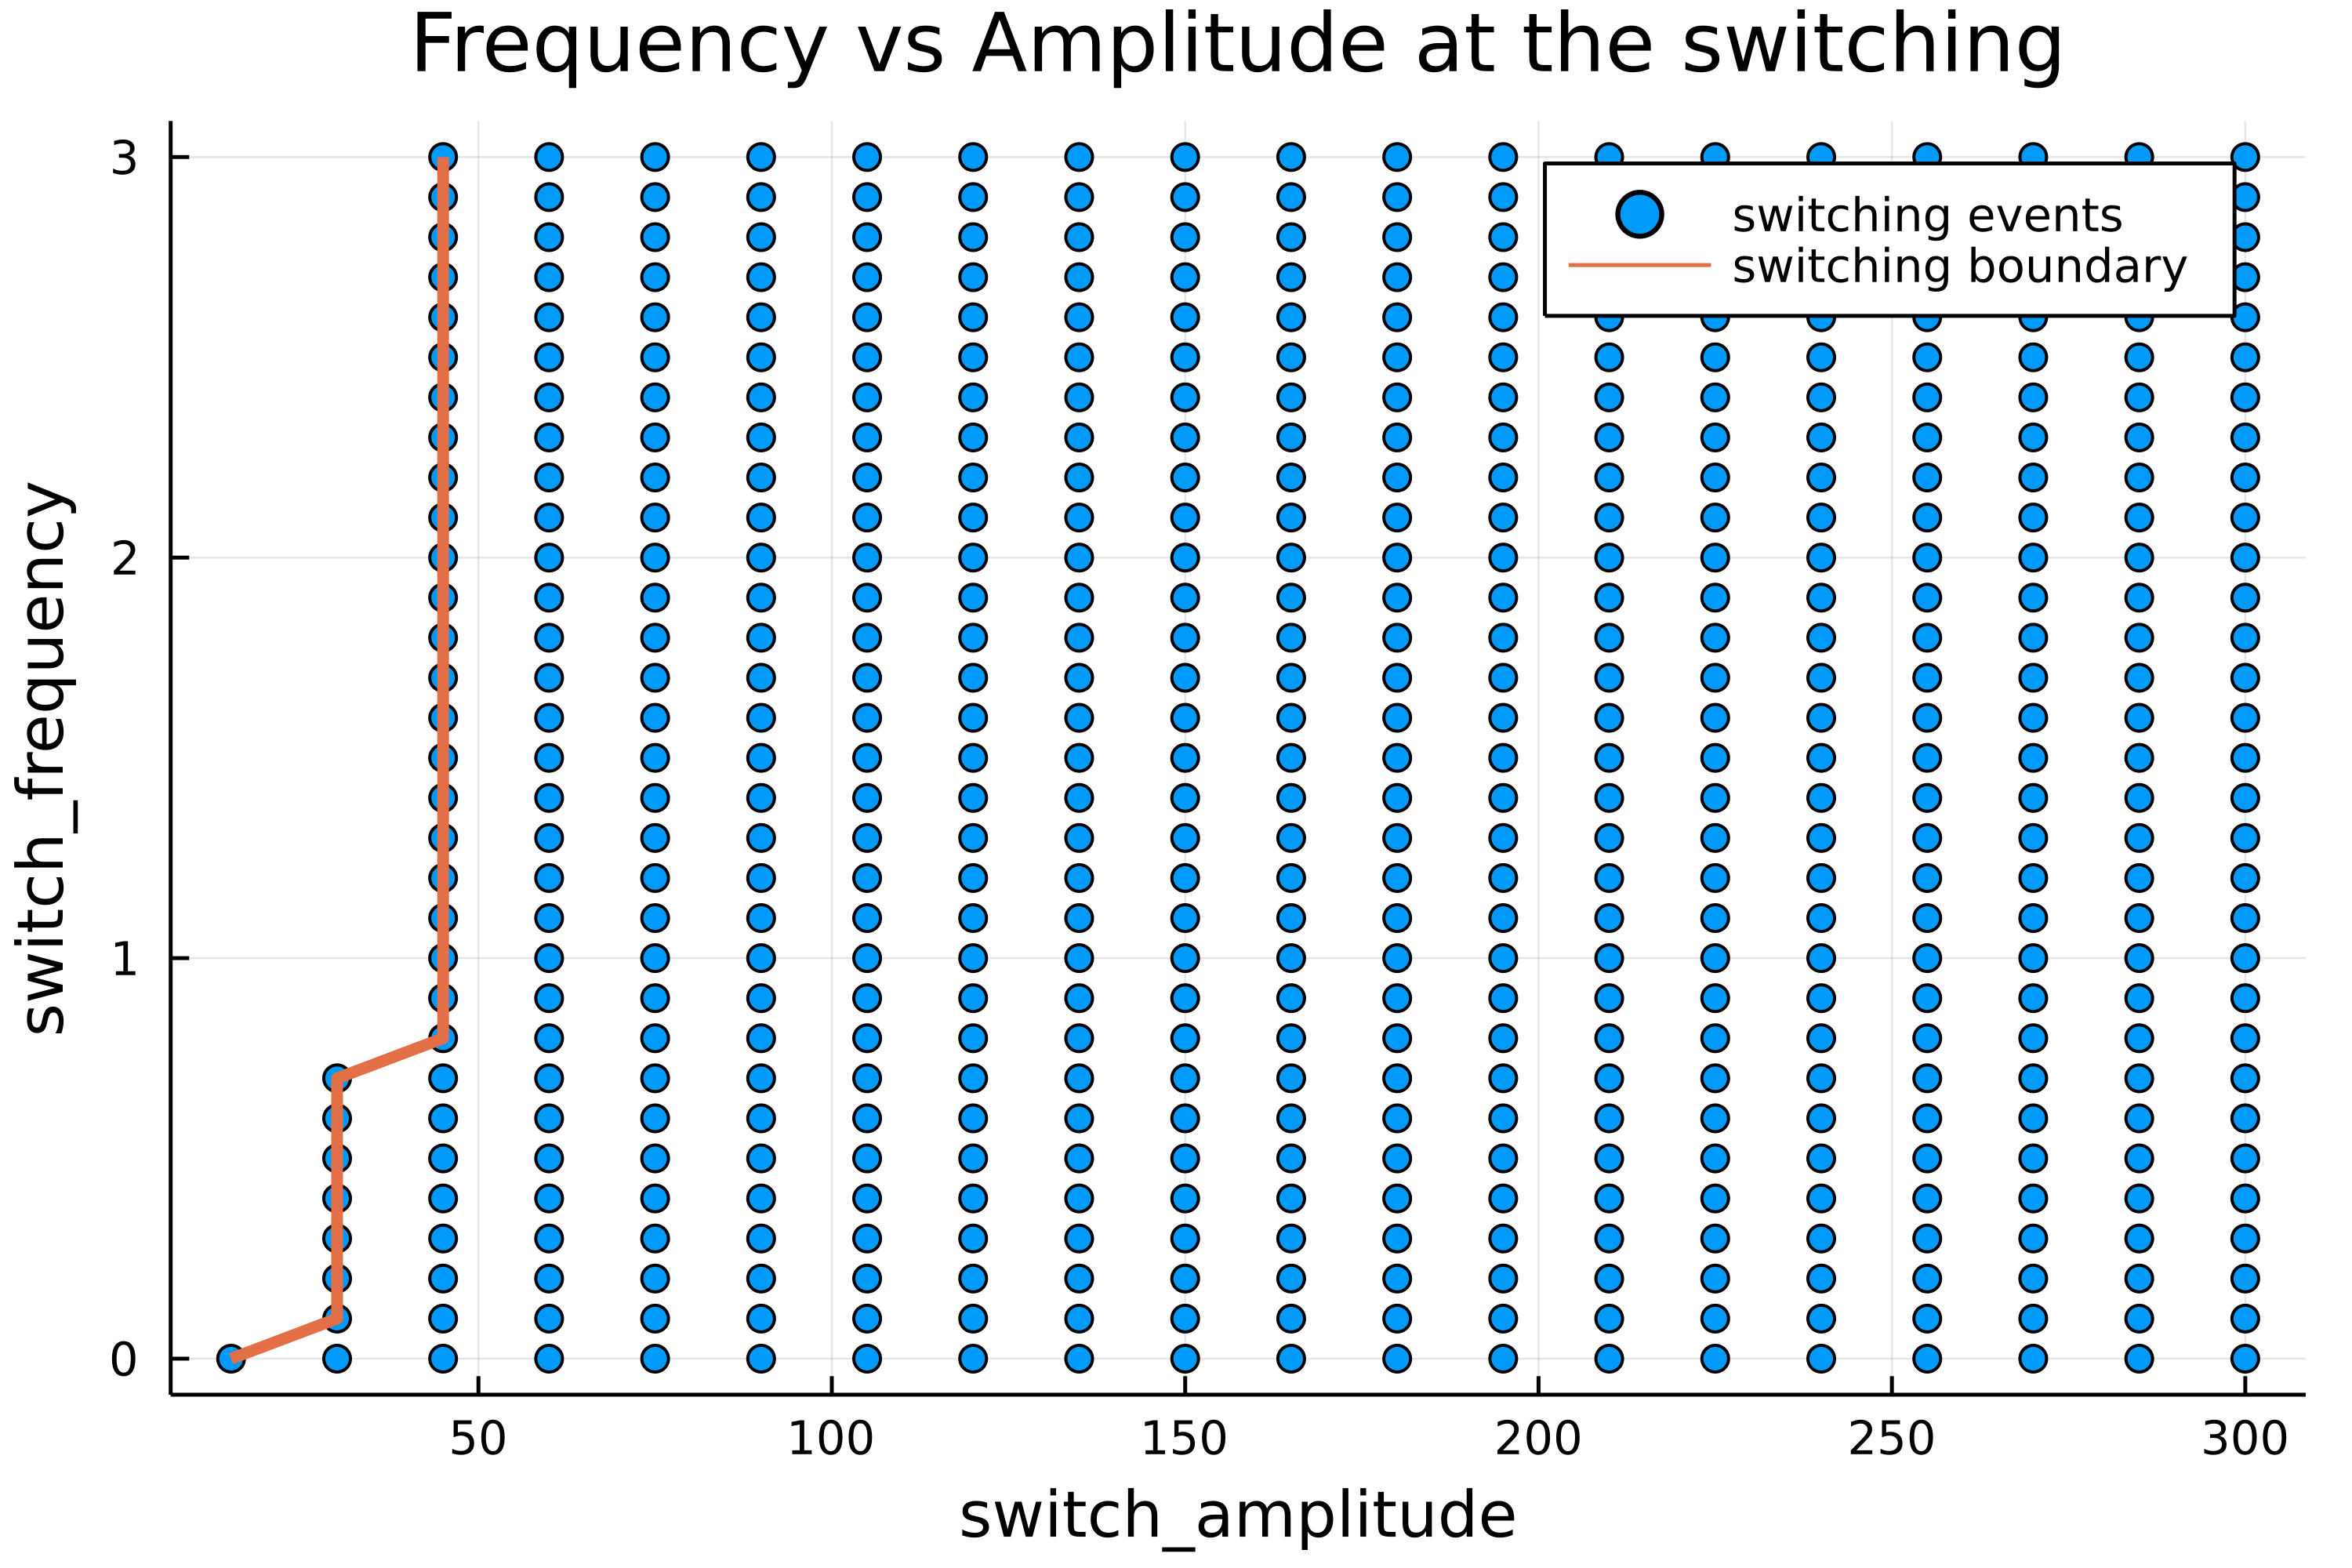 Frequency vs Amplitude at the switching
switching events
switching boundary
switch_frequency
3
2
1
0
50 100 150 200 250 300
switch_amplitude